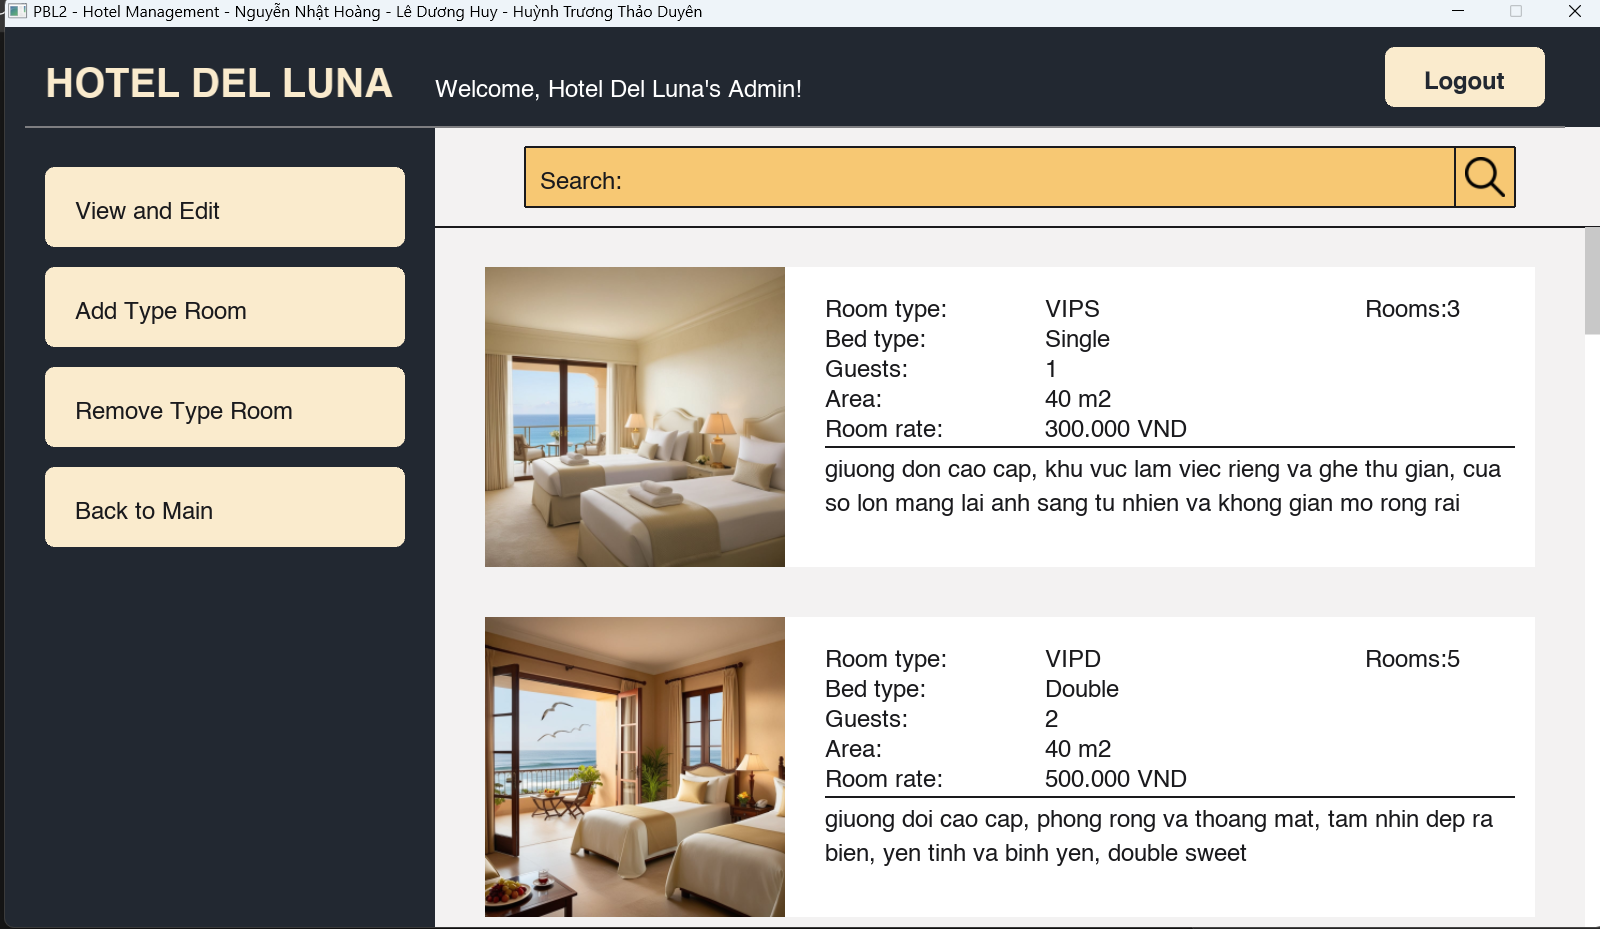 PBL2 - Hotel Management - Nguyễn Nhật Hoàng - Lê Dương Huy - Huỳnh Trương Thảo Duyên
HOTEL DEL LUNA
Welcome, Hotel Del Luna's Admin!
Logout
View and Edit
Add Type Room
Remove Type Room
Back to Main
Search:
Room type: VIPS Rooms:3
Bed type: Single
Guests: 1
Area: 40 m2
Room rate: 300.000 VND
giuong don cao cap, khu vuc lam viec rieng va ghe thu gian, cua
so lon mang lai anh sang tu nhien va khong gian mo rong rai
Room type: VIPD Rooms:5
Bed type: Double
Guests: 2
Area: 40 m2
Room rate: 500.000 VND
giuong doi cao cap, phong rong va thoang mat, tam nhin dep ra
bien, yen tinh va binh yen, double sweet